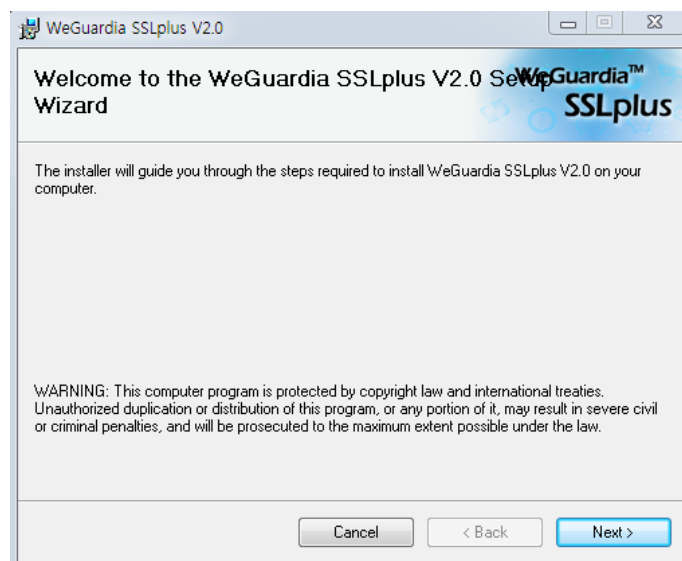 WeGuardia SSLplus V2.0
Welcome to the WeGuardia SSLplus V2.0 Setup
Wizard
WeGuardia™
SSLplus
The installer will guide you through the steps required to install WeGuardia SSLplus V2.0 on your
computer.
WARNING: This computer program is protected by copyright law and international treaties.
Unauthorized duplication or distribution of this program, or any portion of it, may result in severe civil
or criminal penalties, and will be prosecuted to the maximum extent possible under the law.
Cancel
< Back
Next >